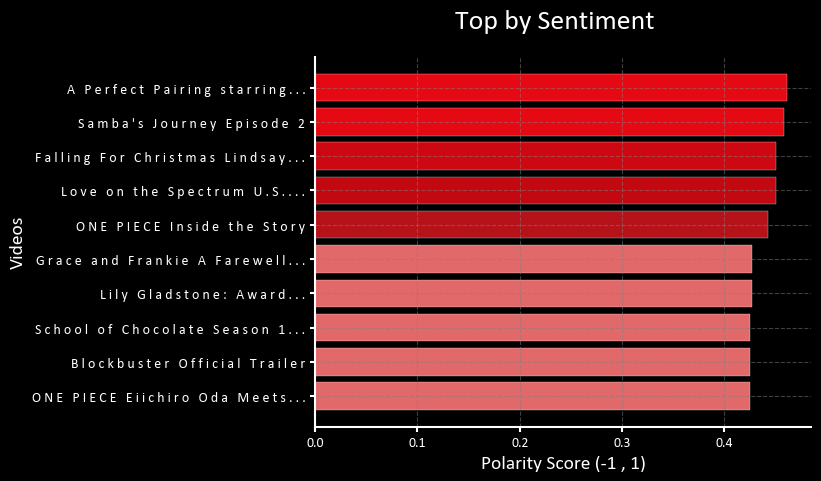 Top by Sentiment
Videos
A Perfect Pairing starring...
Samba's Journey Episode 2
Falling For Christmas Lindsay...
Love on the Spectrum U.S....
ONE PIECE Inside the Story
Grace and Frankie A Farewell...
Lily Gladstone: Award...
School of Chocolate Season 1...
Blockbuster Official Trailer
ONE PIECE Eiichiro Oda Meets...
0.0 0.1 0.2 0.3 0.4
Polarity Score (-1 , 1)